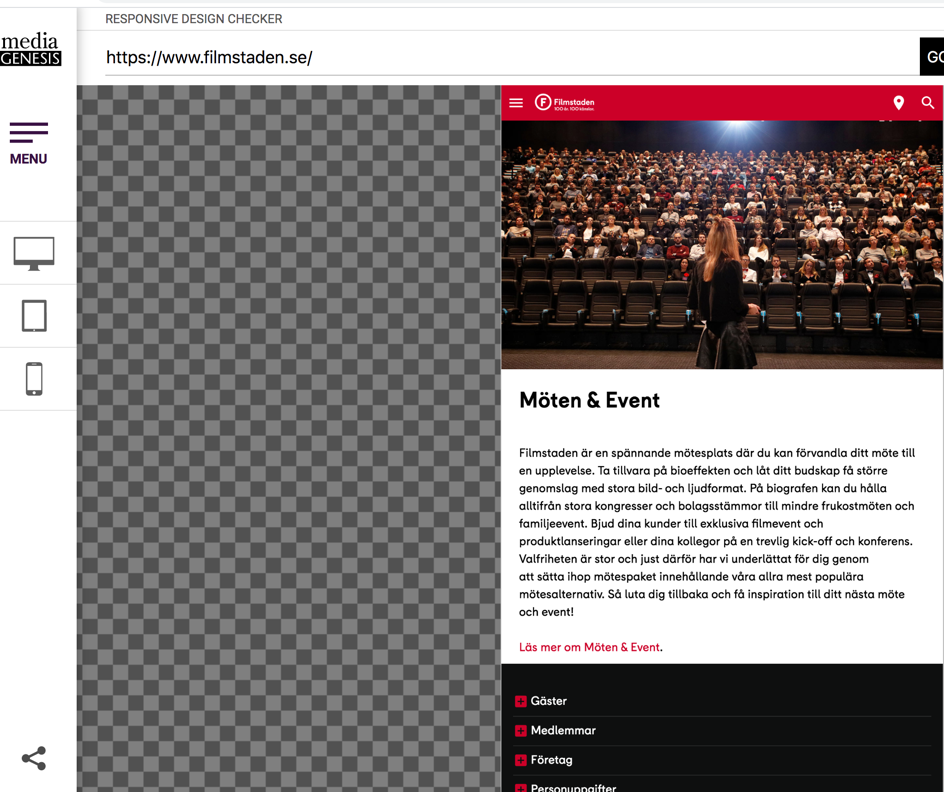 RESPONSIVE DESIGN CHECKER
media
GENESIS
https://www.filmstaden.se/
GO
MENU
F Filmstaden
100 år. 100 känslor.
Möten & Event
Filmstaden är en spännande mötesplats där du kan förvandla ditt möte till
en upplevelse. Ta tillvara på bioeffekten och låt ditt budskap få större
genomslag med stora bild- och ljudformat. På biografen kan du hålla
alltifrån stora kongresser och bolagsstämmor till mindre frukostmöten och
familjeevent. Bjud dina kunder till exklusiva filmevent och
produktlanseringar eller dina kollegor på en trevlig kick-off och konferens.
Valfriheten är stor och just därför har vi underlättat för dig genom
att sätta ihop mötespaket innehållande våra allra mest populära
mötesalternativ. Så luta dig tillbaka och få inspiration till ditt nästa möte
och event!
Läs mer om Möten & Event.
Gäster
Medlemmar
Företag
Personuppgifter